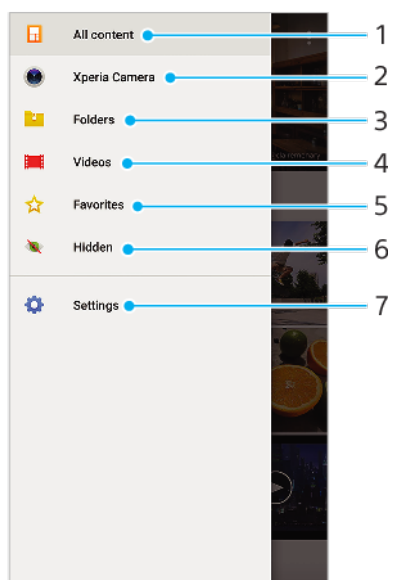 All content 1
Xperia Camera 2
Folders 3
Videos 4
Favorites 5
Hidden 6
Settings 7